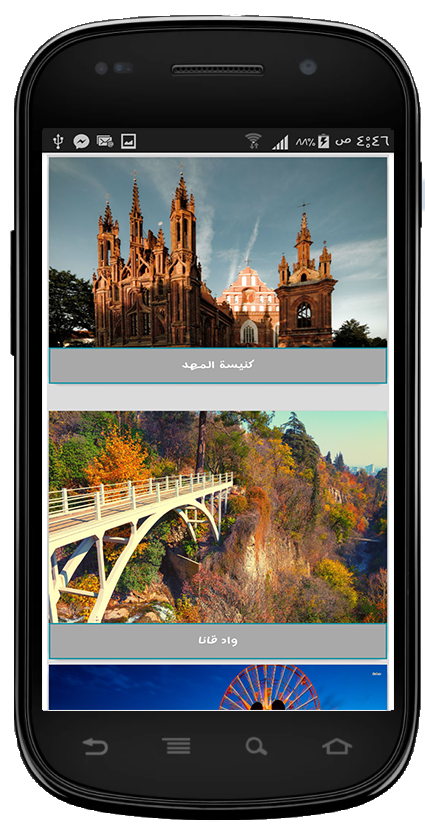 ٨٨% ٤:٤٦ ص
كنيسة المهد
واد قانا